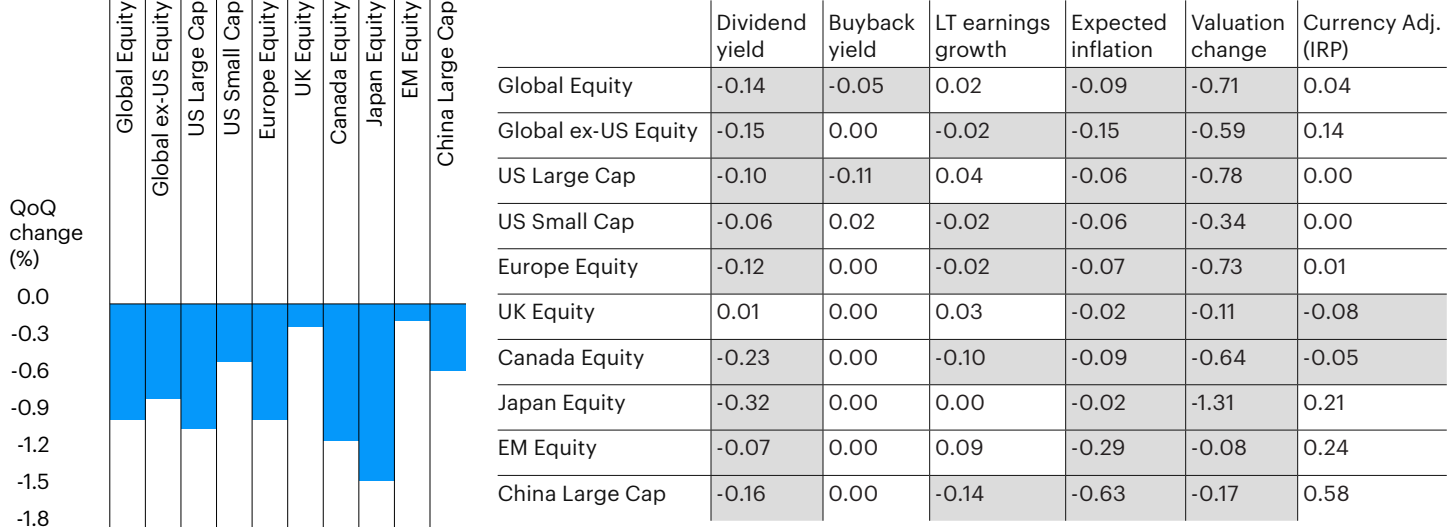 Global Equity
Global ex-US Equity
US Large Cap
US Small Cap
Europe Equity
UK Equity
Canada Equity
Japan Equity
EM Equity
China Large Cap
QoQ
change
(%)
0.0
-0.3
-0.6
-0.9
-1.2
-1.5
-1.8
Dividend yield Buyback yield LT earnings growth Expected inflation Valuation change Currency Adj. (IRP)
Global Equity -0.14 -0.05 0.02 -0.09 -0.71 0.04
Global ex-US Equity -0.15 0.00 -0.02 -0.15 -0.59 0.14
US Large Cap -0.10 -0.11 0.04 -0.06 -0.78 0.00
US Small Cap -0.06 0.02 -0.02 -0.06 -0.34 0.00
Europe Equity -0.12 0.00 -0.02 -0.07 -0.73 0.01
UK Equity 0.01 0.00 0.03 -0.02 -0.11 -0.08
Canada Equity -0.23 0.00 -0.10 -0.09 -0.64 -0.05
Japan Equity -0.32 0.00 0.00 -0.02 -1.31 0.21
EM Equity -0.07 0.00 0.09 -0.29 -0.08 0.24
China Large Cap -0.16 0.00 -0.14 -0.63 -0.17 0.58